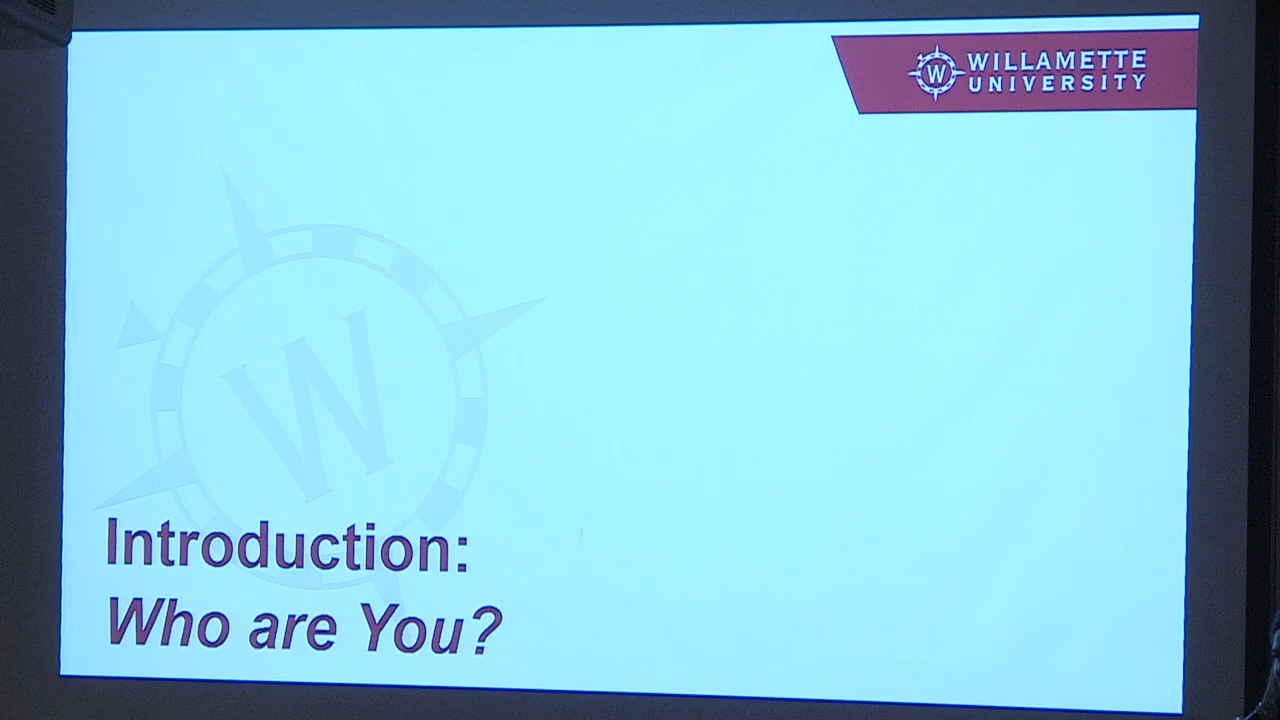 W
WILLAMETTE
UNIVERSITY
W
Introduction:
Who are You?